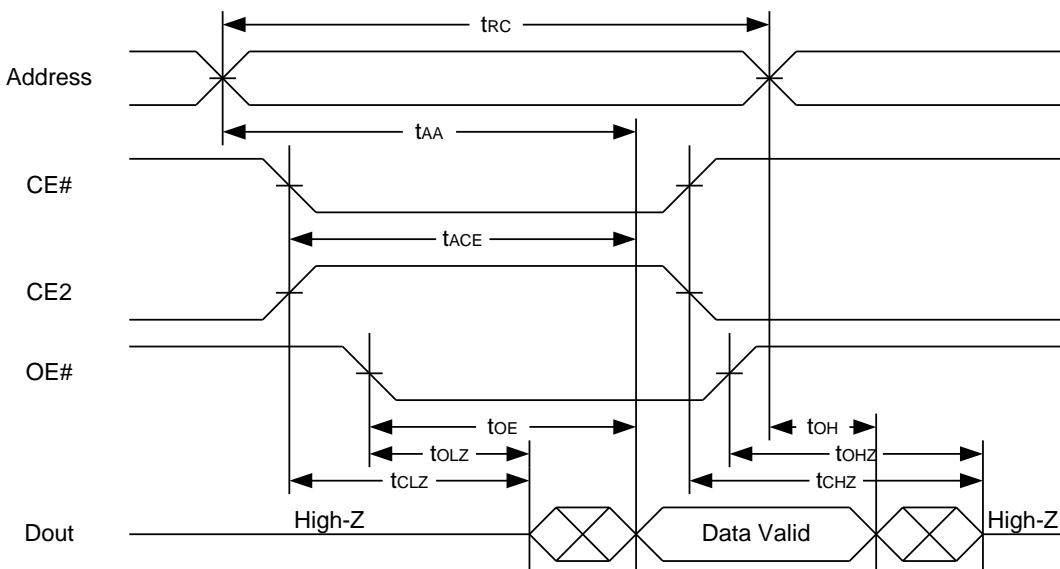 tRC
Address
tAA
CE#
tACE
CE2
OE#
tOE
tOH
tOLZ
tOHZ
tCLZ
tCHZ
High-Z
Data Valid
High-Z
Dout